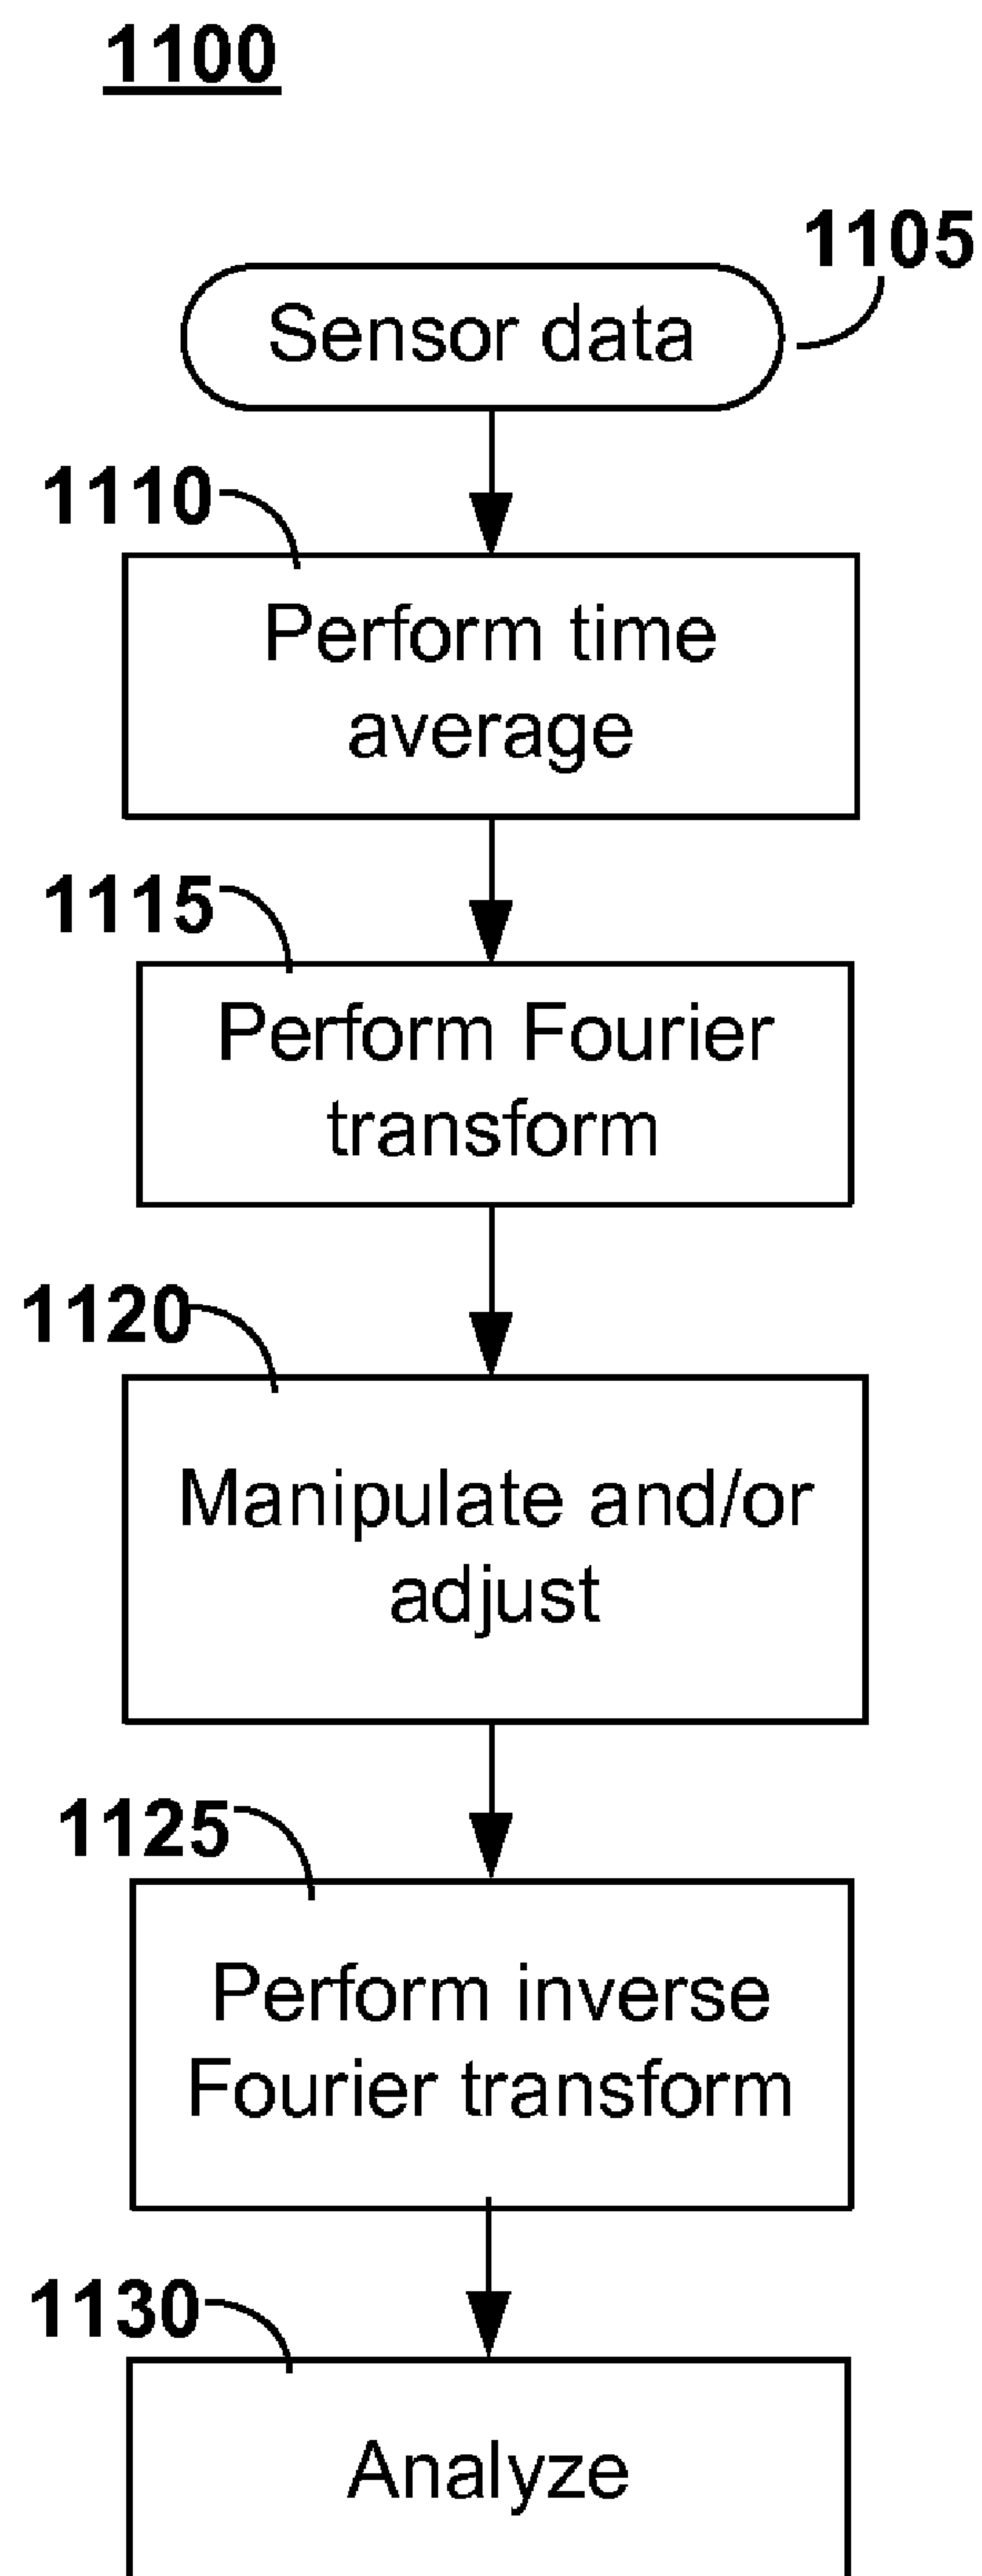 1100
1105
Sensor data
1110
Perform time
average
1115
Perform Fourier
transform
1120
Manipulate and/or
adjust
1125
Perform inverse
Fourier transform
1130
Analyze